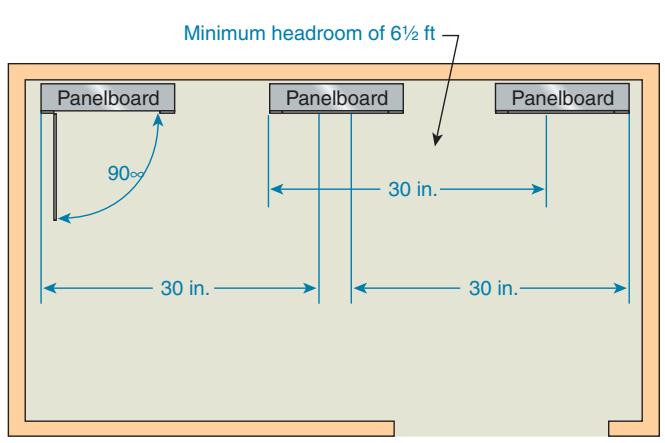 Minimum headroom of 6½ ft
Panelboard
Panelboard
Panelboard
90∞
30 in.
30 in.
30 in.